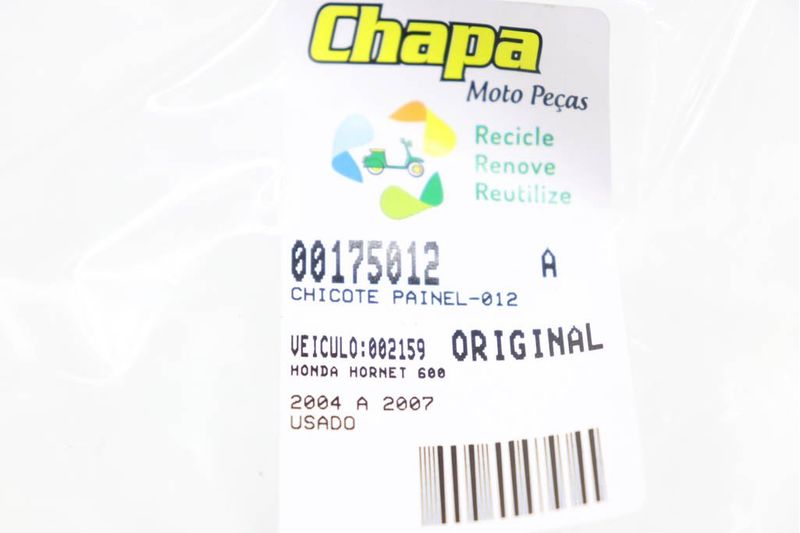 Chapa
Moto Peças
Recicle
Renove
Reutilize
00175012 A
CHICOTE PAINEL-012
VEICULO:002159 ORIGINAL
HONDA HORNET 600
2004 A 2007
USADO